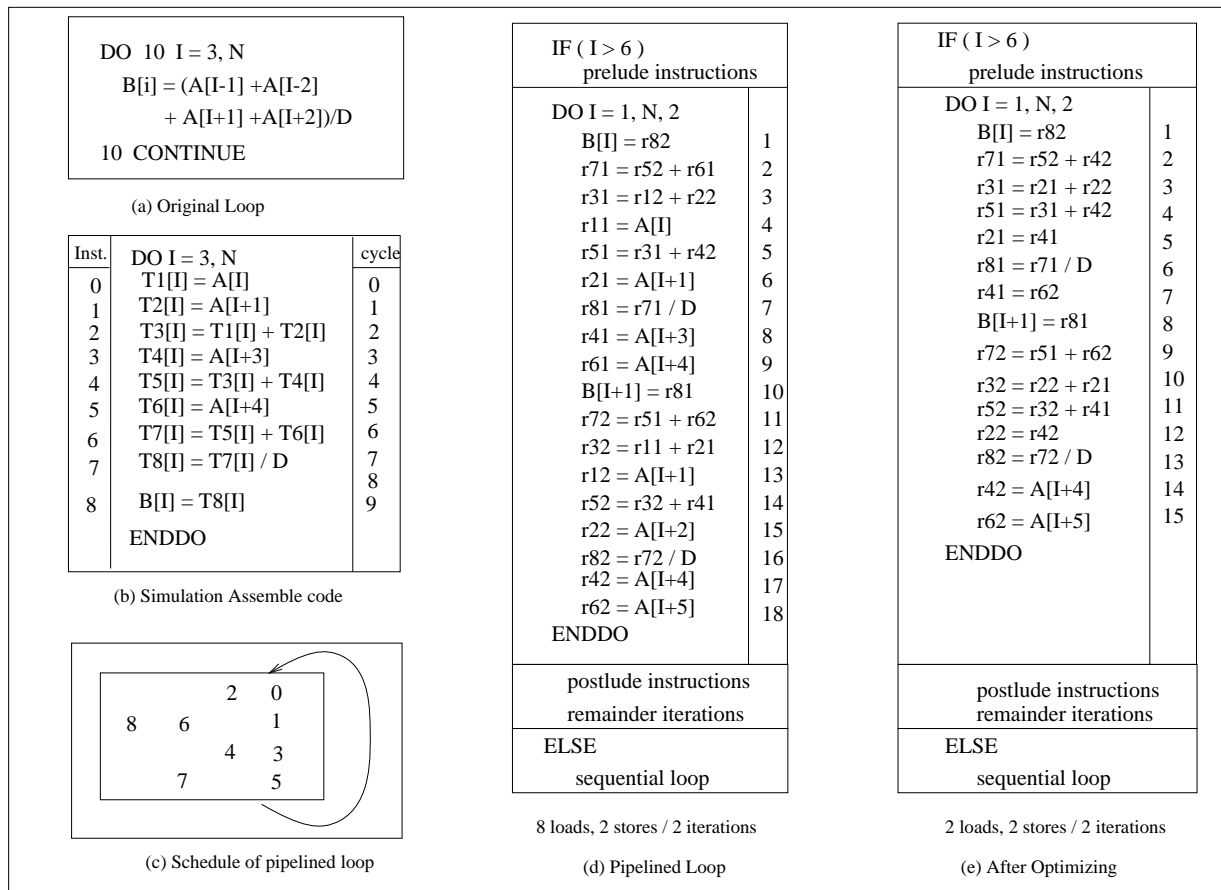 DO 10 I = 3, N
B[i] = (A[I-1] +A[I-2]
+ A[I+1] +A[I+2])/D
10 CONTINUE
(a) Original Loop
Inst. DO I = 3, N cycle
0 T1[I] = A[I] 0
1 T2[I] = A[I+1] 1
2 T3[I] = T1[I] + T2[I] 2
3 T4[I] = A[I+3] 3
4 T5[I] = T3[I] + T4[I] 4
5 T6[I] = A[I+4] 5
6 T7[I] = T5[I] + T6[I] 6
7 T8[I] = T7[I] / D 7
8
8 B[I] = T8[I] 9
ENDDO
(b) Simulation Assemble code
2 0
8 6 1
4 3
7 5
(c) Schedule of pipelined loop
IF ( I > 6 )
prelude instructions
DO I = 1, N, 2
B[I] = r82 1
r71 = r52 + r61 2
r31 = r12 + r22 3
r11 = A[I] 4
r51 = r31 + r42 5
r21 = A[I+1] 6
r81 = r71 / D 7
r41 = A[I+3] 8
r61 = A[I+4] 9
B[I+1] = r81 10
r72 = r51 + r62 11
r32 = r11 + r21 12
r12 = A[I+1] 13
r52 = r32 + r41 14
r22 = A[I+2] 15
r82 = r72 / D 16
r42 = A[I+4] 17
r62 = A[I+5] 18
ENDDO
postlude instructions
remainder iterations
ELSE
sequential loop
8 loads, 2 stores / 2 iterations
(d) Pipelined Loop
IF ( I > 6 )
prelude instructions
DO I = 1, N, 2
B[I] = r82 1
r71 = r52 + r42 2
r31 = r21 + r22 3
r51 = r31 + r42 4
r21 = r41 5
r81 = r71 / D 6
r41 = r62 7
B[I+1] = r81 8
r72 = r51 + r62 9
r32 = r22 + r21 10
r52 = r32 + r41 11
r22 = r42 12
r82 = r72 / D 13
r42 = A[I+4] 14
r62 = A[I+5] 15
ENDDO
postlude instructions
remainder iterations
ELSE
sequential loop
2 loads, 2 stores / 2 iterations
(e) After Optimizing